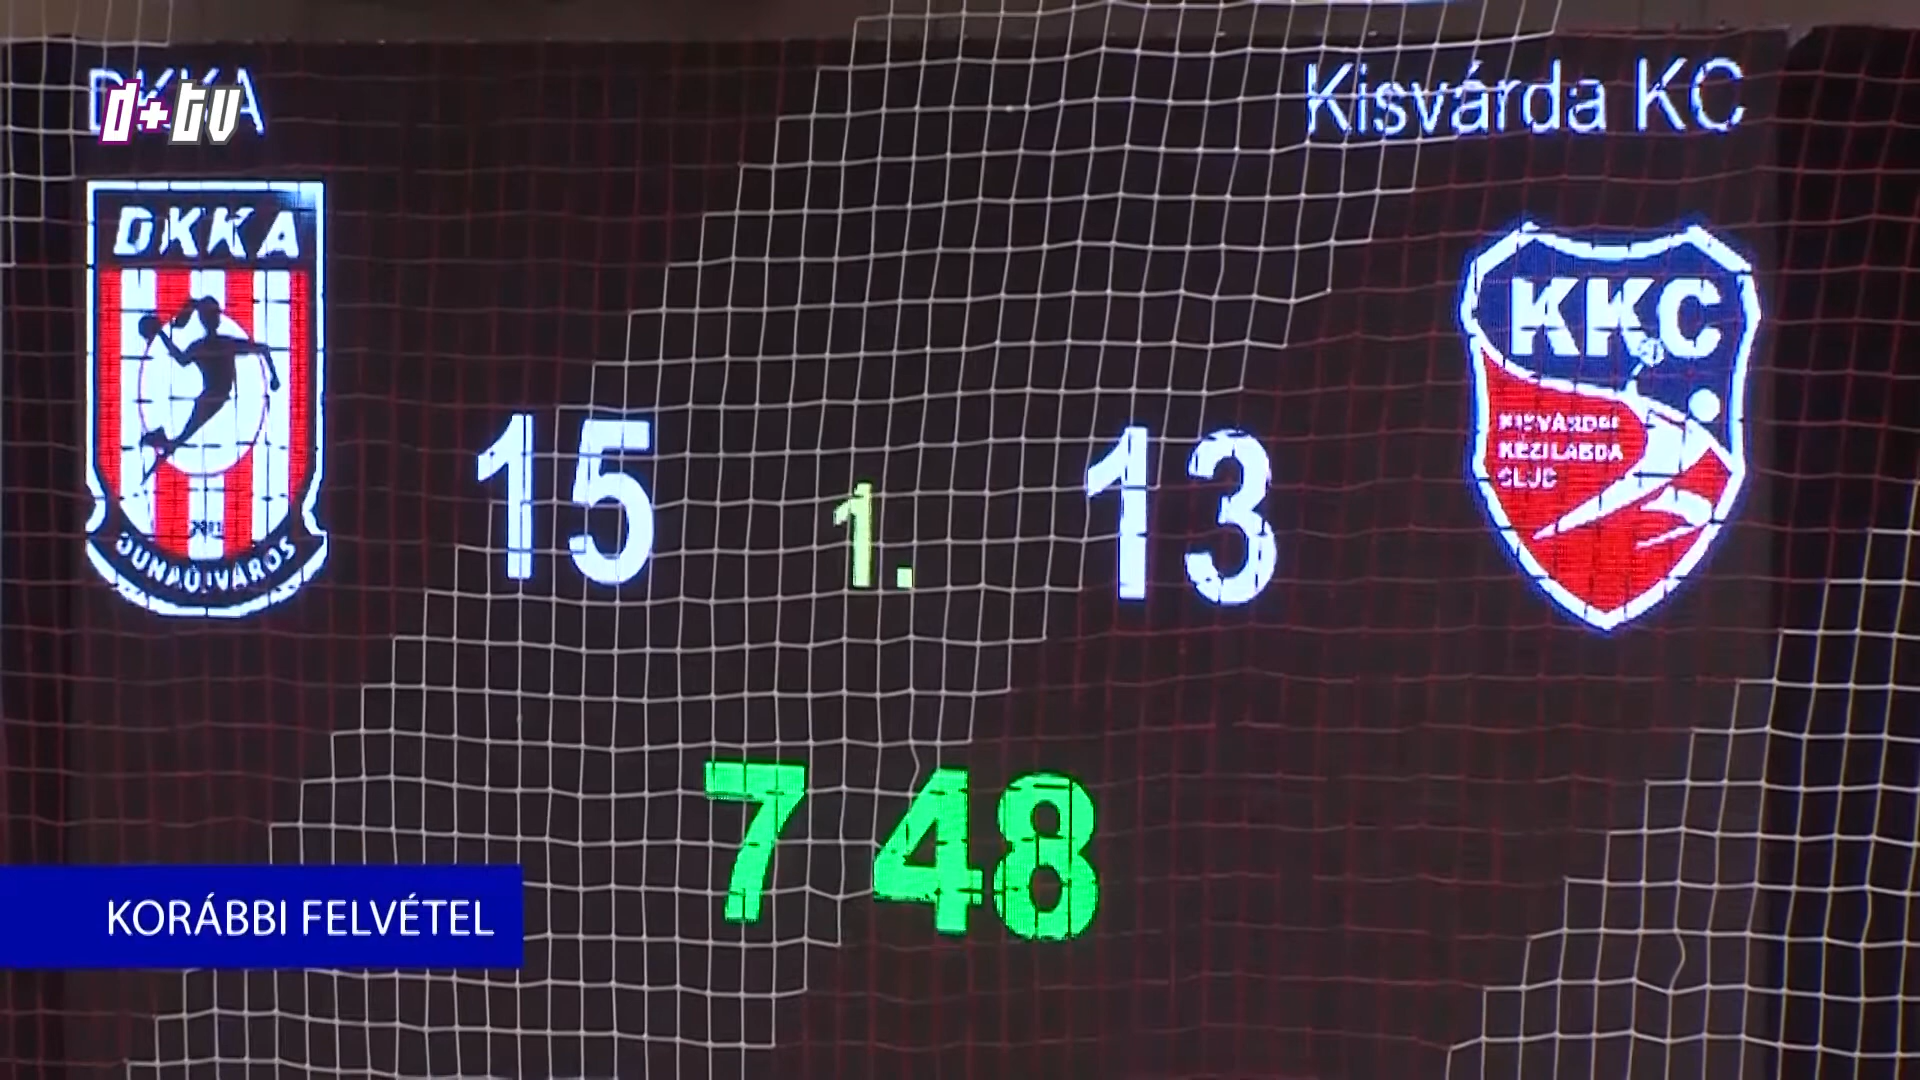 DKKA
d+tv
Kisvárda KC
DKKA
DUNAÚJVÁROS
KKC
KISVÁRDAI
KÉZILABDA
CLUB
15
1.
13
7 48
KORÁBBI FELVÉTEL